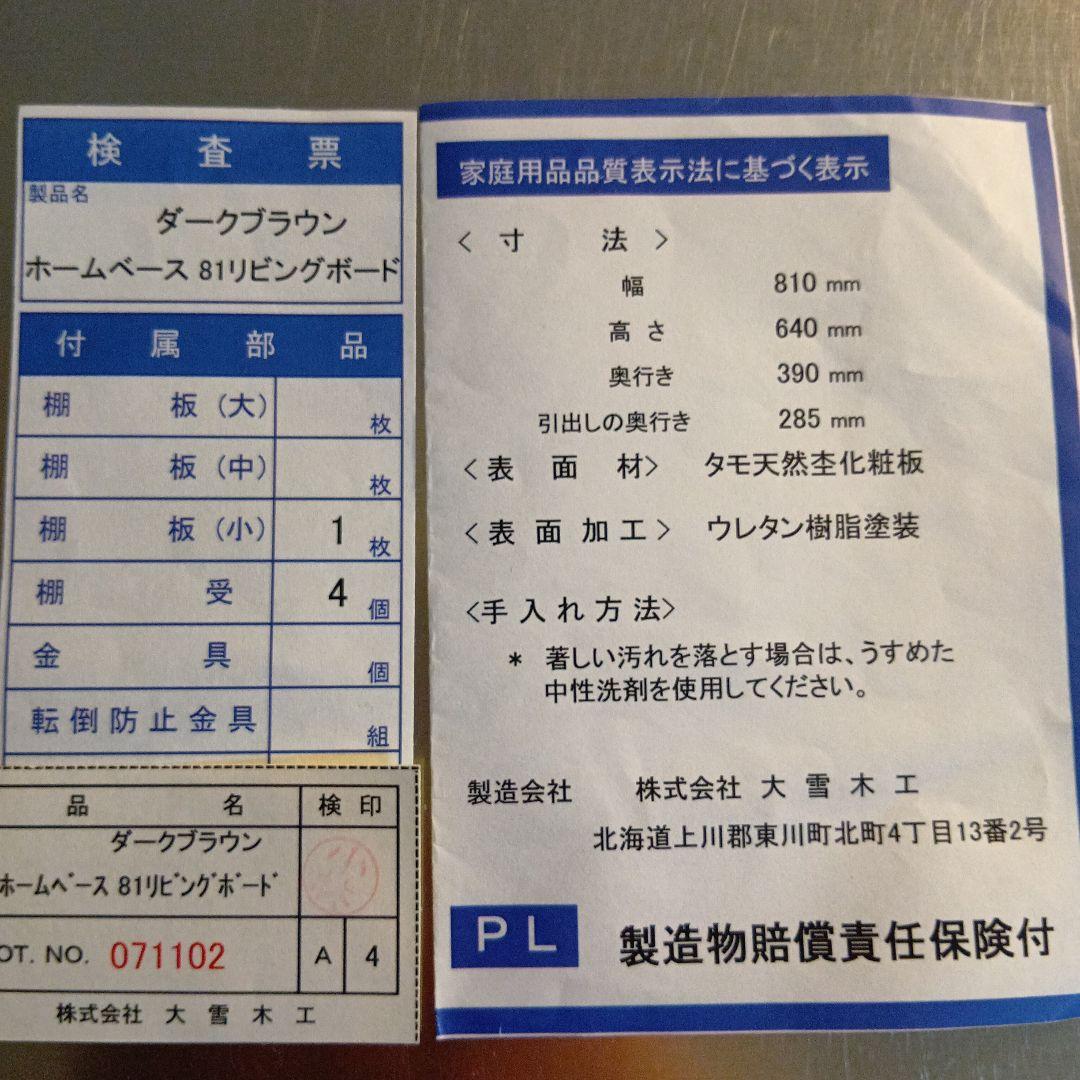 検査票
製品名
ダークブラウン
ホームベース 81リビングボード
付属部品
棚板（大） 枚
棚板（中） 枚
棚板（小） 1 枚
棚受 4 個
金具 個
転倒防止金具 組
品名 検印
ダークブラウン
ホームベース 81リビングボード
OT. NO. 071102 A 4
株式会社 大雪木工
家庭用品品質表示法に基づく表示
<寸法>
幅 810 mm
高さ 640 mm
奥行き 390 mm
引出しの奥行き 285 mm
<表面材> タモ天然杢化粧板
<表面加工> ウレタン樹脂塗装
<手入れ方法>
* 著しい汚れを落とす場合は、うすめた
中性洗剤を使用してください。
製造会社 株式会社 大雪木工
北海道上川郡東川町北町4丁目13番2号
PL 製造物賠償責任保険付